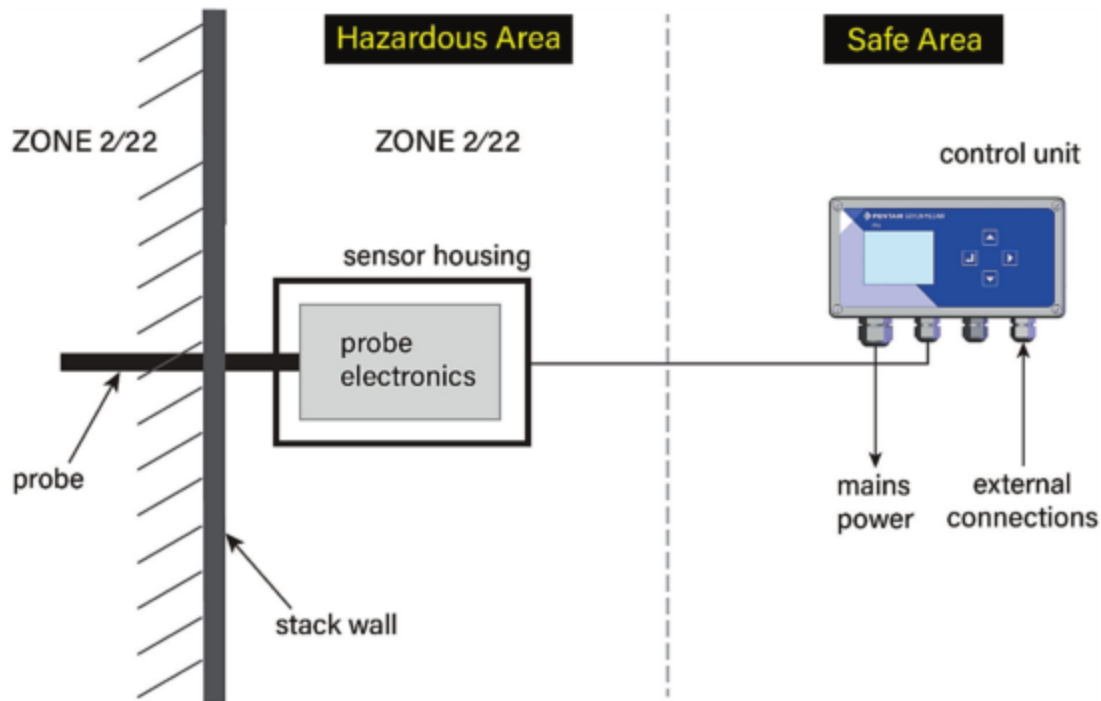 Hazardous Area
Safe Area
ZONE 2/22
ZONE 2/22
control unit
PENTAIR
sensor housing
probe
electronics
probe
mains
power
external
connections
stack wall